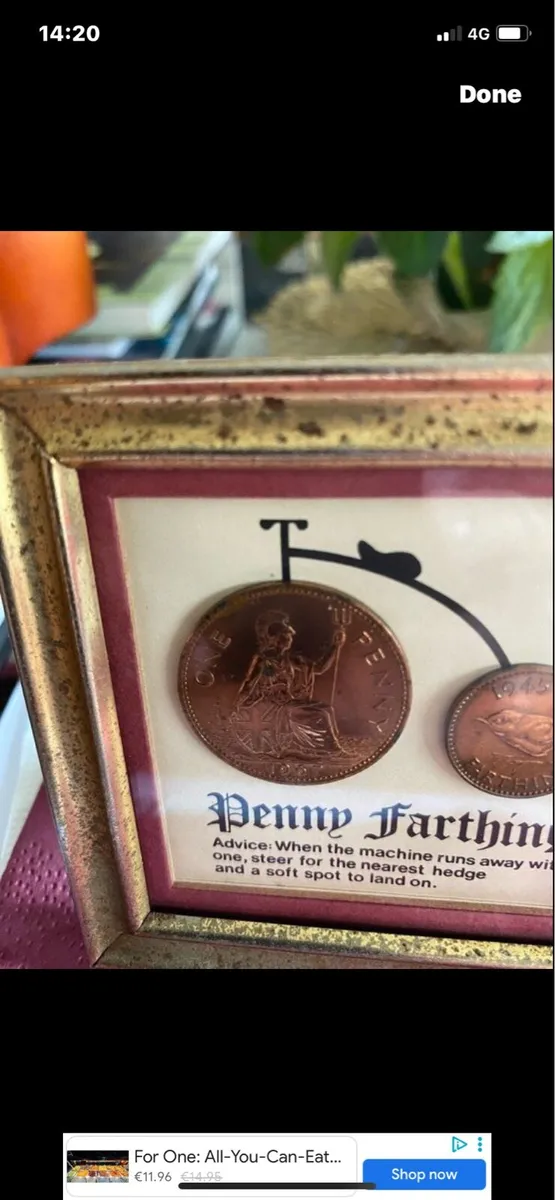 14:20
4G
Done
ONE PENNY
1945
Penny Farthin
Advice: When the machine runs away wi
one, steer for the nearest hedge
and a soft spot to land on.
For One: All-You-Can-Eat...
€11.96 €14.95
Shop now